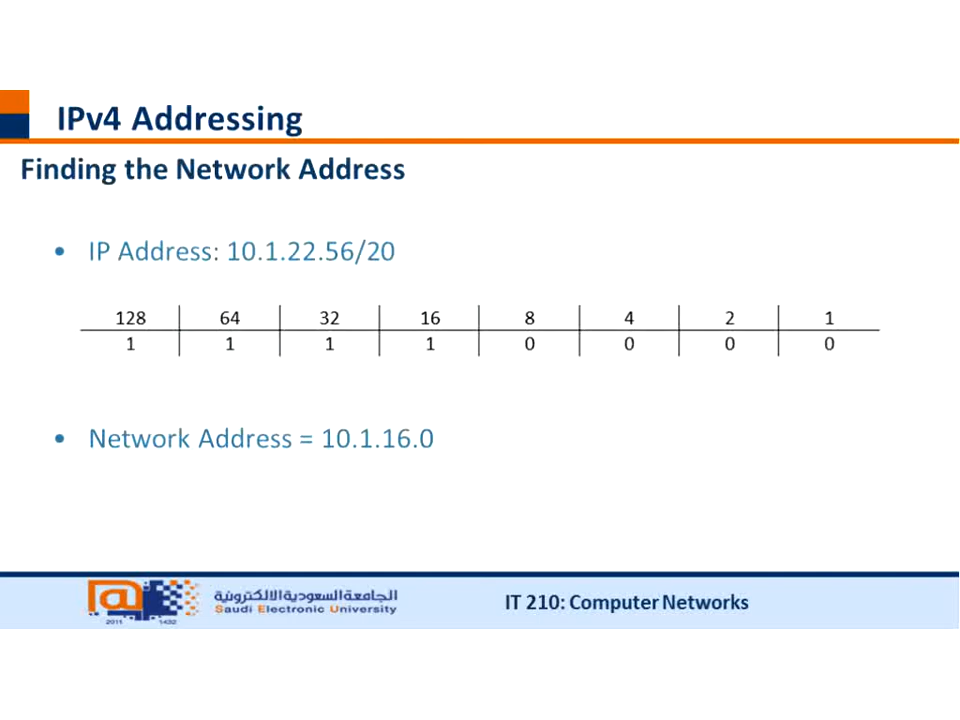 IPv4 Addressing
Finding the Network Address
• IP Address: 10.1.22.56/20
128 64 32 16 8 4 2 1
1 1 1 1 0 0 0 0
• Network Address = 10.1.16.0
الجامعة السعودية الالكترونية
Saudi Electronic University
2011 1432
IT 210: Computer Networks